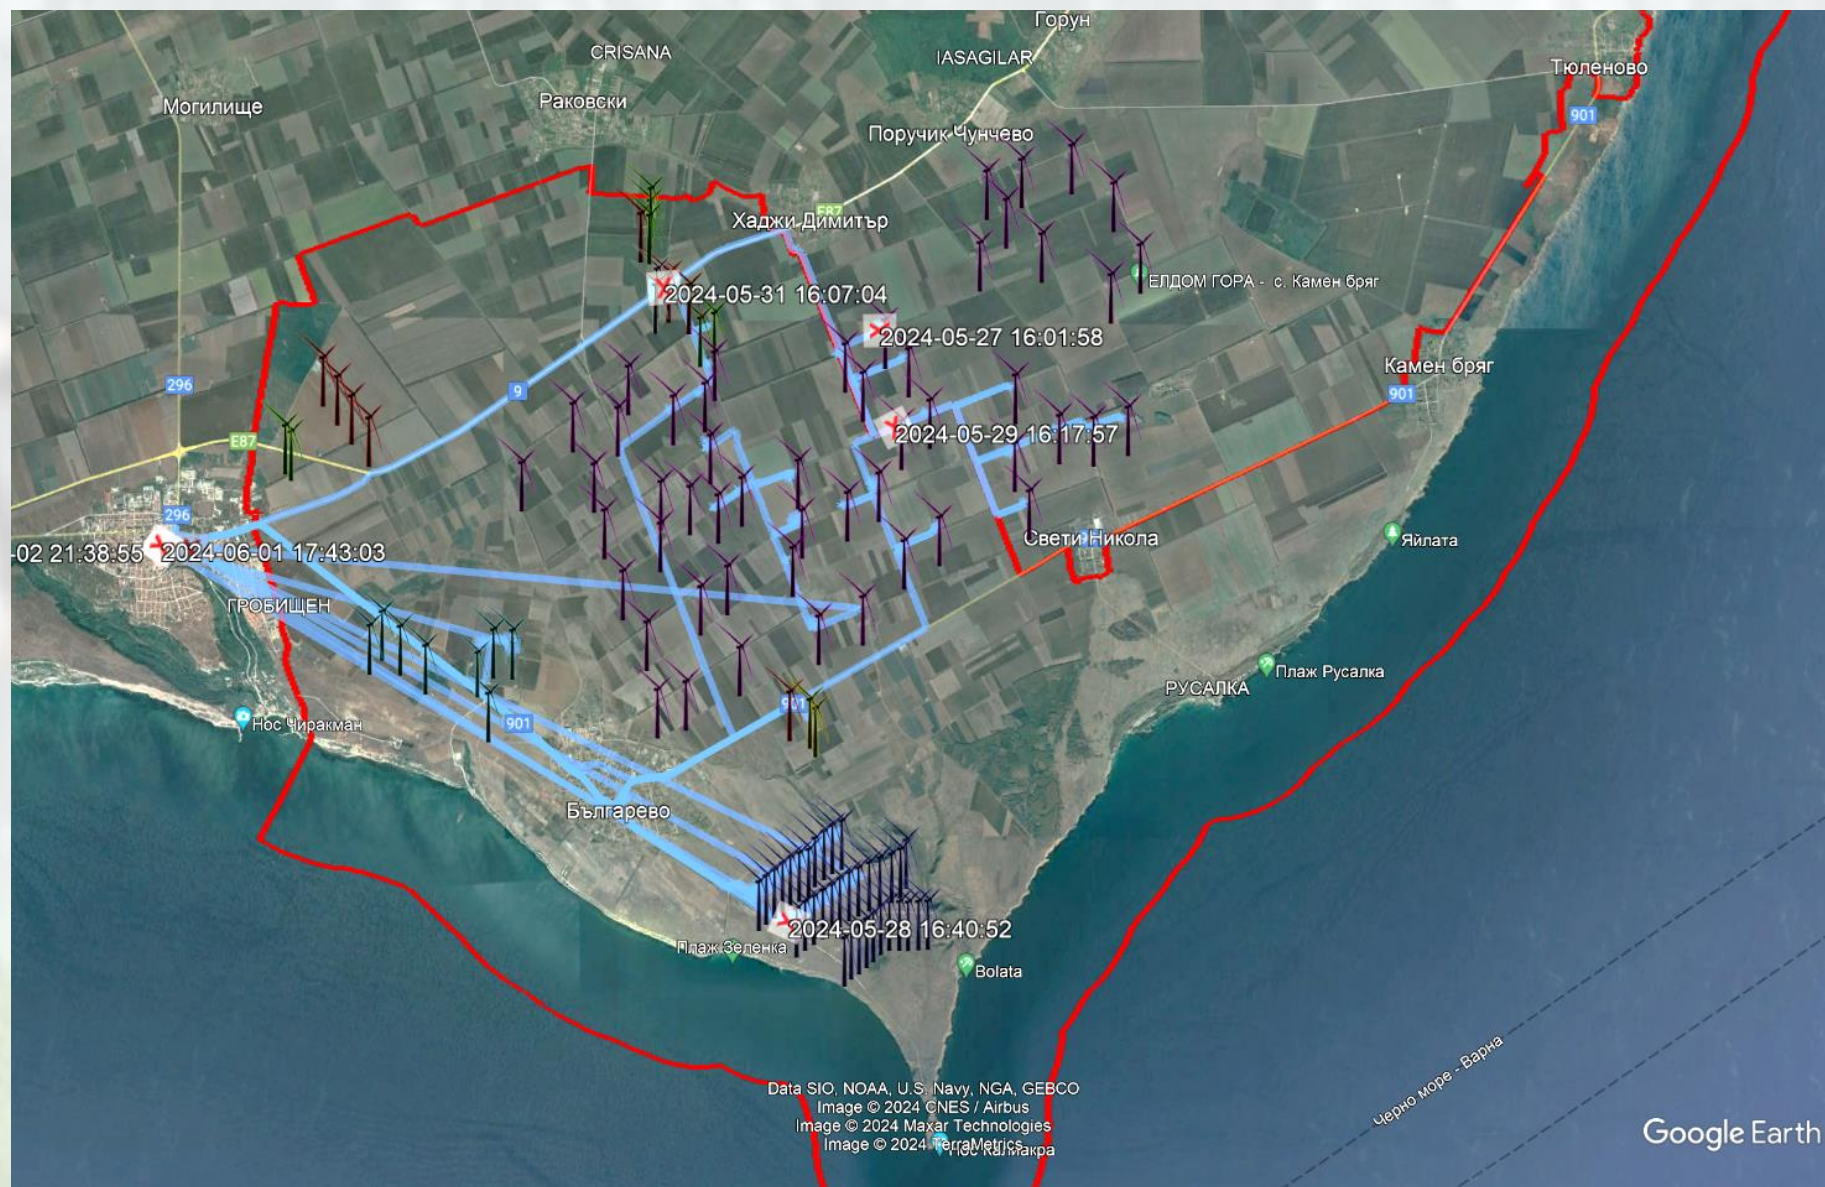 Горун
CRISANA
IASAGILAR
Тюленово
Могилище
Раковски
901
Поручик Чунчево
E87
Хаджи Димитър
ЕЛДОМ ГОРА - с. Камен бряг
2024-05-31 16:07:04
2024-05-27 16:01:58
Камен бряг
296
9
901
2024-05-29 16:17:57
E87
296
Свети Никола
Яйлата
-02 21:38:55
2024-06-01 17:43:03
ГРОБИЩЕН
Плаж Русалка
РУСАЛКА
901
Нос Чиракман
901
Българево
2024-05-28 16:40:52
Плаж Зеленка
Bolata
Черно море - Варна
Data SIO, NOAA, U.S. Navy, NGA, GEBCO
Image © 2024 CNES / Airbus
Image © 2024 Maxar Technologies
Image © 2024 TerraMetrics
Нос Калиакра
Google Earth